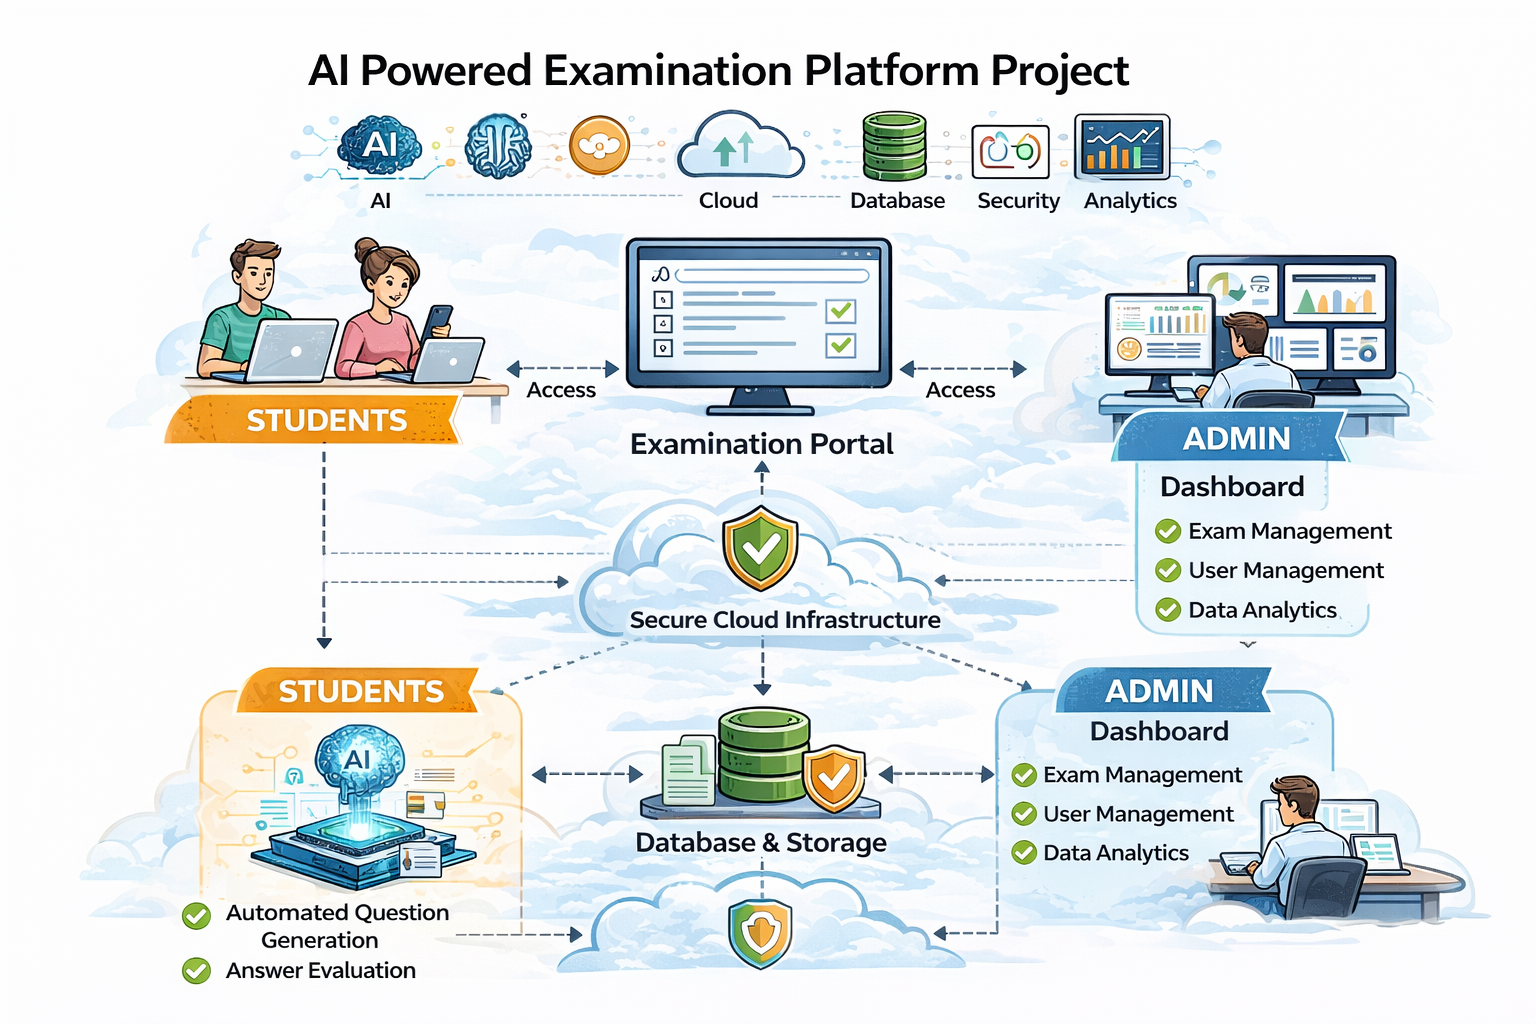 AI Powered Examination Platform Project
AI
AI
Cloud
Database
Security
Analytics
Access
Access
STUDENTS
Examination Portal
ADMIN
Dashboard
Exam Management
User Management
Data Analytics
Secure Cloud Infrastructure
STUDENTS
AI
Automated Question
Generation
Answer Evaluation
Database & Storage
ADMIN
Dashboard
Exam Management
User Management
Data Analytics